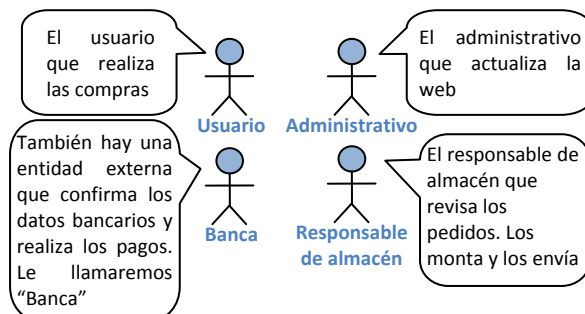 El usuario
que realiza
las compras
El administrativo
que actualiza la
web
Usuario
Administrativo
También hay una
entidad externa
que confirma los
datos bancarios y
realiza los pagos.
Le llamaremos
“Banca”
El responsable de
almacén que
revisa los
pedidos. Los
monta y los envía
Banca
Responsable
de almacén